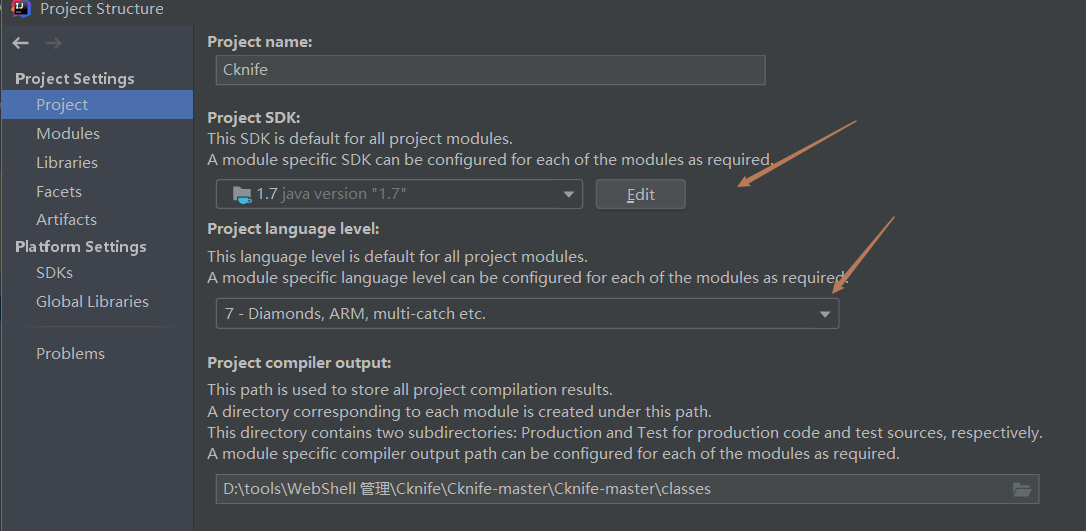 Project Structure
Project Settings
Project
Modules
Libraries
Facets
Artifacts
Platform Settings
SDKs
Global Libraries
Problems
Project name:
Cknife
Project SDK:
This SDK is default for all project modules.
A module specific SDK can be configured for each of the modules as required.
1.7 java version "1.7"
Edit
Project language level:
This language level is default for all project modules.
A module specific language level can be configured for each of the modules as required.
7 - Diamonds, ARM, multi-catch etc.
Project compiler output:
This path is used to store all project compilation results.
A directory corresponding to each module is created under this path.
This directory contains two subdirectories: Production and Test for production code and test sources, respectively.
A module specific compiler output path can be configured for each of the modules as required.
D:\tools\WebShell 管理\Cknife\Cknife-master\Cknife-master\classes